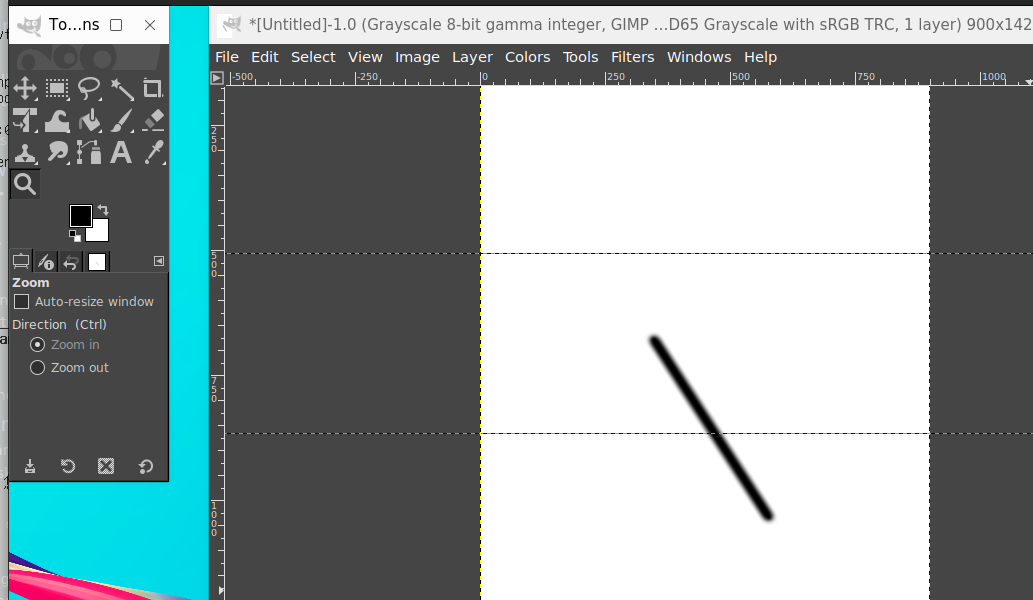 To...ns
*[Untitled]-1.0 (Grayscale 8-bit gamma integer, GIMP ...D65 Grayscale with sRGB TRC, 1 layer) 900x142
File Edit Select View Image Layer Colors Tools Filters Windows Help
-500 -250 0 250 500 750 1000
250
500
750
1000
Zoom
Auto-resize window
Direction (Ctrl)
Zoom in
Zoom out